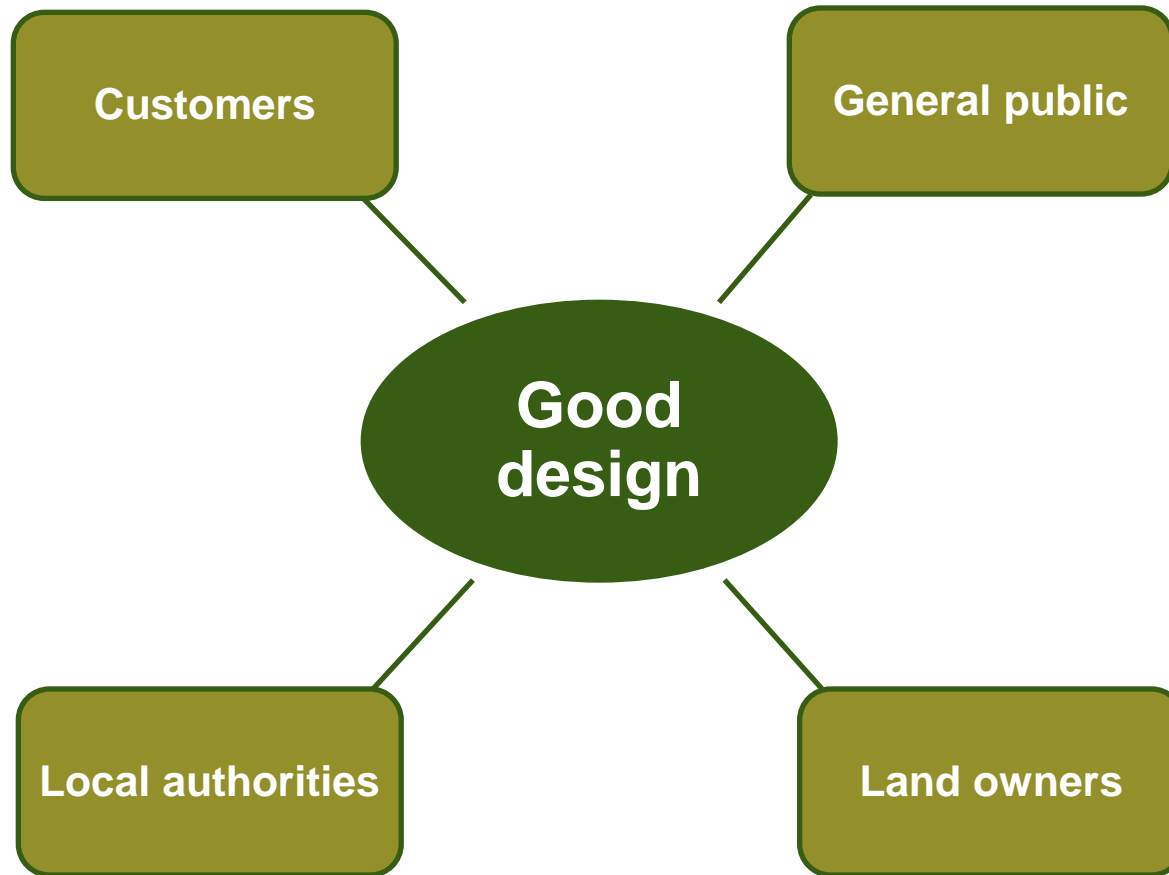 Customers
General public
Good
design
Local authorities
Land owners